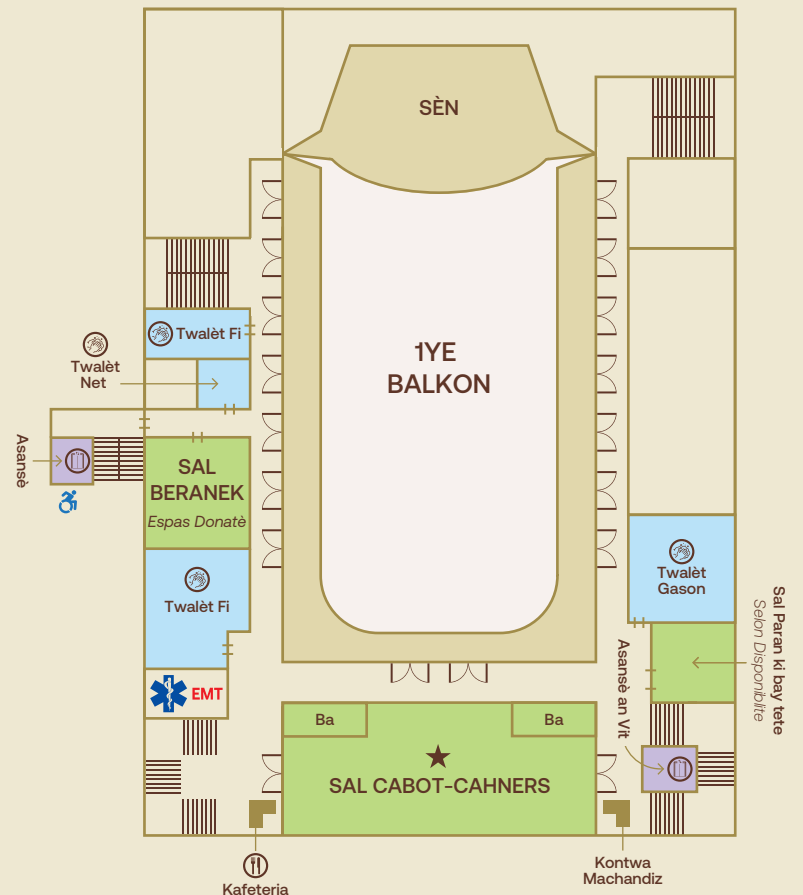 SÈN
1YE
BALKON
Twalèt Fi
Twalèt
Net
Asansè
SAL
BERANEK
Espas Donatè
Twalèt Fi
EMT
Twalèt
Gason
Sal Paran ki bay tete
Selon Disponiblite
Asansè an Vit
Ba
Ba
SAL CABOT-CAHNERS
Kafeteria
Kontwa
Machandiz